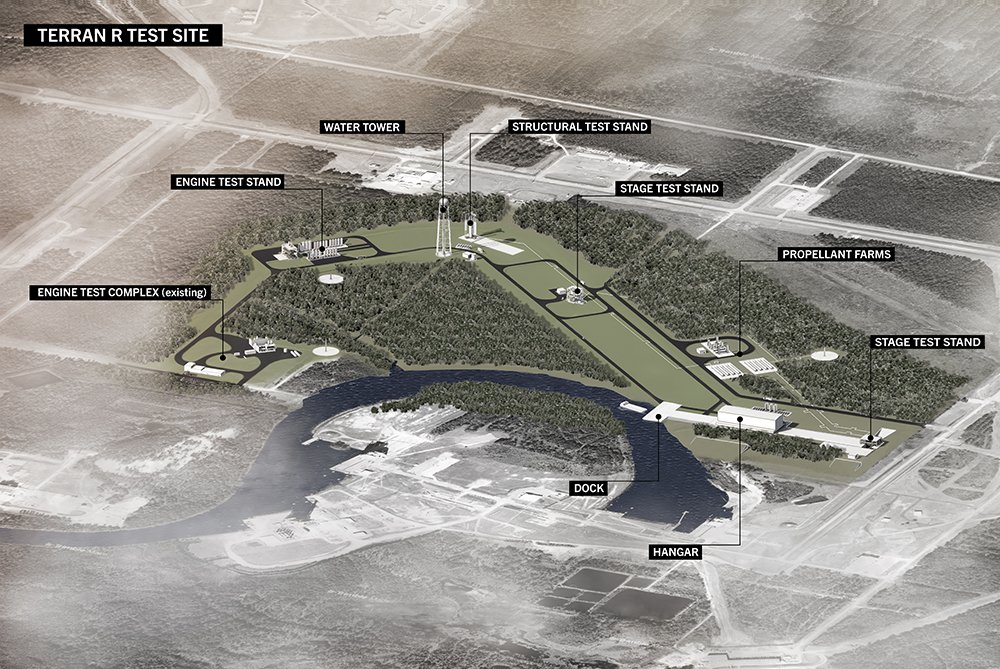 TERRAN R TEST SITE
WATER TOWER
STRUCTURAL TEST STAND
ENGINE TEST STAND
STAGE TEST STAND
PROPELLANT FARMS
ENGINE TEST COMPLEX (existing)
STAGE TEST STAND
DOCK
HANGAR